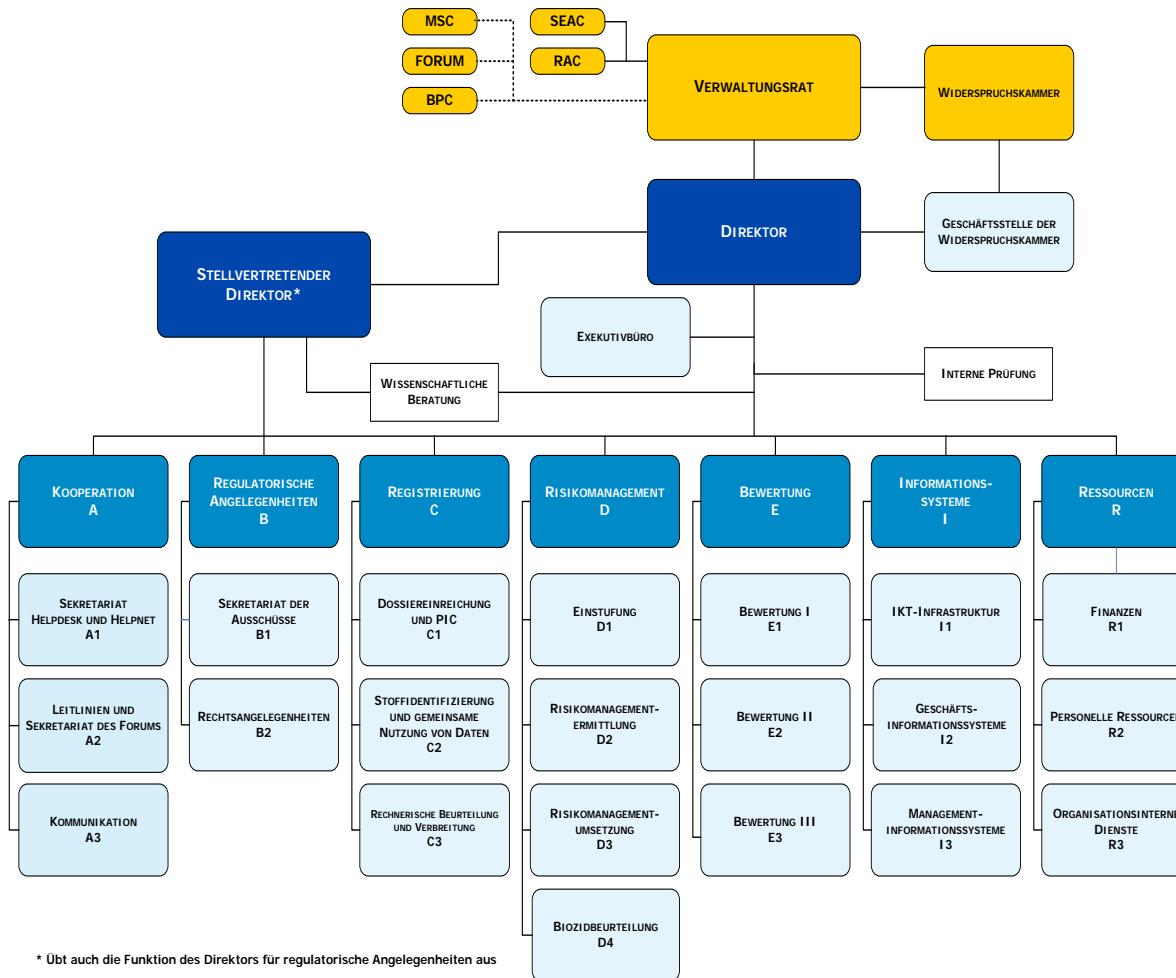 MSC
SEAC
FORUM
RAC
BPC
VERWALTUNGSRAT
WIDERSPRUCHSKAMMER
DIREKTOR
GESCHÄFTSSTELLE DER
WIDERSPRUCHSKAMMER
STELLVERTRETENDER
DIREKTOR*
EXEKUTIVBÜRO
WISSENSCHAFTLICHE
BERATUNG
INTERNE PRÜFUNG
KOOPERATION
A
REGULATORISCHE
ANGELEGENHEITEN
B
REGISTRIERUNG
C
RISIKOMANAGEMENT
D
BEWERTUNG
E
INFORMATIONS-
SYSTEME
I
RESSOURCEN
R
SEKRETARIAT
HELPDESK UND HELPNET
A1
SEKRETARIAT DER
AUSSCHÜSSE
B1
DOSSIEREINREICHUNG
UND PIC
C1
EINSTUFUNG
D1
BEWERTUNG I
E1
IKT-INFRASTRUKTUR
I1
FINANZEN
R1
LEITLINIEN UND
SEKRETARIAT DES FORUMS
A2
RECHTSANGELEGENHEITEN
B2
STOFFIDENTIFIZIERUNG
UND GEMEINSAME
NUTZUNG VON DATEN
C2
RISIKOMANAGEMENT-
ERMITTLUNG
D2
BEWERTUNG II
E2
GESCHÄFTS-
INFORMATIONSSYSTEME
I2
PERSONELLE RESSOURCEN
R2
KOMMUNIKATION
A3
RECHNERISCHE BEURTEILUNG
UND VERBREITUNG
C3
RISIKOMANAGEMENT-
UMSETZUNG
D3
BEWERTUNG III
E3
MANAGEMENT-
INFORMATIONSSYSTEME
I3
ORGANISATIONSINTERNE
DIENSTE
R3
BIOZIDBEURTEILUNG
D4
* Übt auch die Funktion des Direktors für regulatorische Angelegenheiten aus